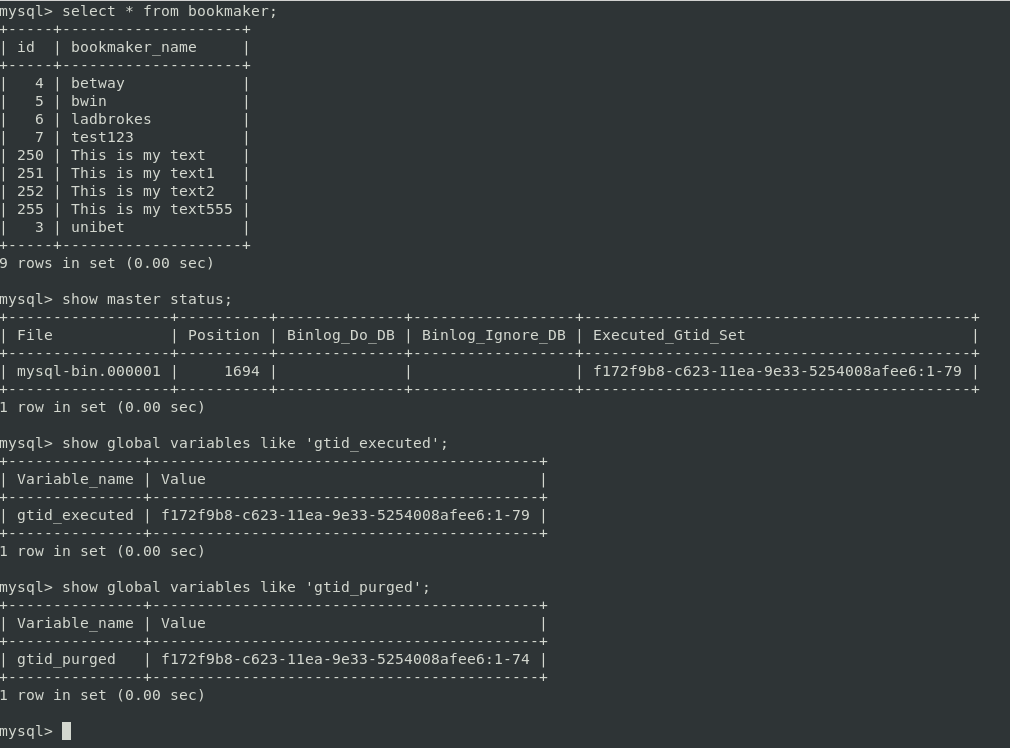 mysql> select * from bookmaker;
+-----+--------------------+
| id  | bookmaker_name     |
+-----+--------------------+
|   4 | betway             |
|   5 | bwin               |
|   6 | ladbrokes          |
|   7 | test123            |
| 250 | This is my text    |
| 251 | This is my text1   |
| 252 | This is my text2   |
| 255 | This is my text555 |
|   3 | unibet             |
+-----+--------------------+
9 rows in set (0.00 sec)

mysql> show master status;
+------------------+----------+--------------+------------------+-------------------------------------------+
| File             | Position | Binlog_Do_DB | Binlog_Ignore_DB | Executed_Gtid_Set                         |
+------------------+----------+--------------+------------------+-------------------------------------------+
| mysql-bin.000001 |     1694 |              |                  | f172f9b8-c623-11ea-9e33-5254008afee6:1-79 |
+------------------+----------+--------------+------------------+-------------------------------------------+
1 row in set (0.00 sec)

mysql> show global variables like 'gtid_executed';
+---------------+-------------------------------------------+
| Variable_name | Value                                     |
+---------------+-------------------------------------------+
| gtid_executed | f172f9b8-c623-11ea-9e33-5254008afee6:1-79 |
+---------------+-------------------------------------------+
1 row in set (0.00 sec)

mysql> show global variables like 'gtid_purged';
+---------------+-------------------------------------------+
| Variable_name | Value                                     |
+---------------+-------------------------------------------+
| gtid_purged   | f172f9b8-c623-11ea-9e33-5254008afee6:1-74 |
+---------------+-------------------------------------------+
1 row in set (0.00 sec)

mysql>